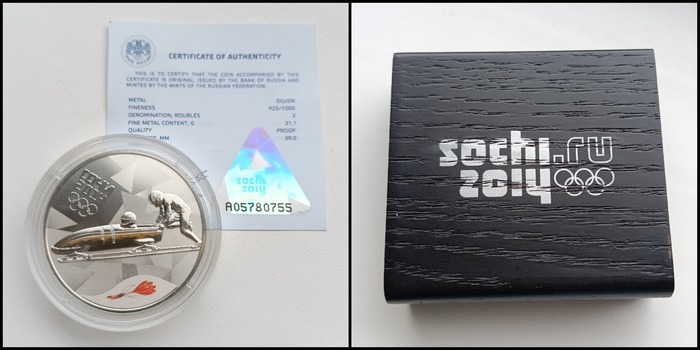 CERTIFICATE OF AUTHENTICITY
THIS IS TO CERTIFY THAT THE COIN ACCOMPANIED BY THIS
CERTIFICATE IS ORIGINAL, ISSUED BY THE BANK OF RUSSIA AND
MINTED BY THE MINTS OF THE RUSSIAN FEDERATION.
METAL SILVER
FINENESS 925/1000
DENOMINATION, ROUBLES 3
FINE METAL CONTENT, G 31,1
QUALITY PROOF
MM 39,0
sochi
2014
A05780755
sochi.ru
2014